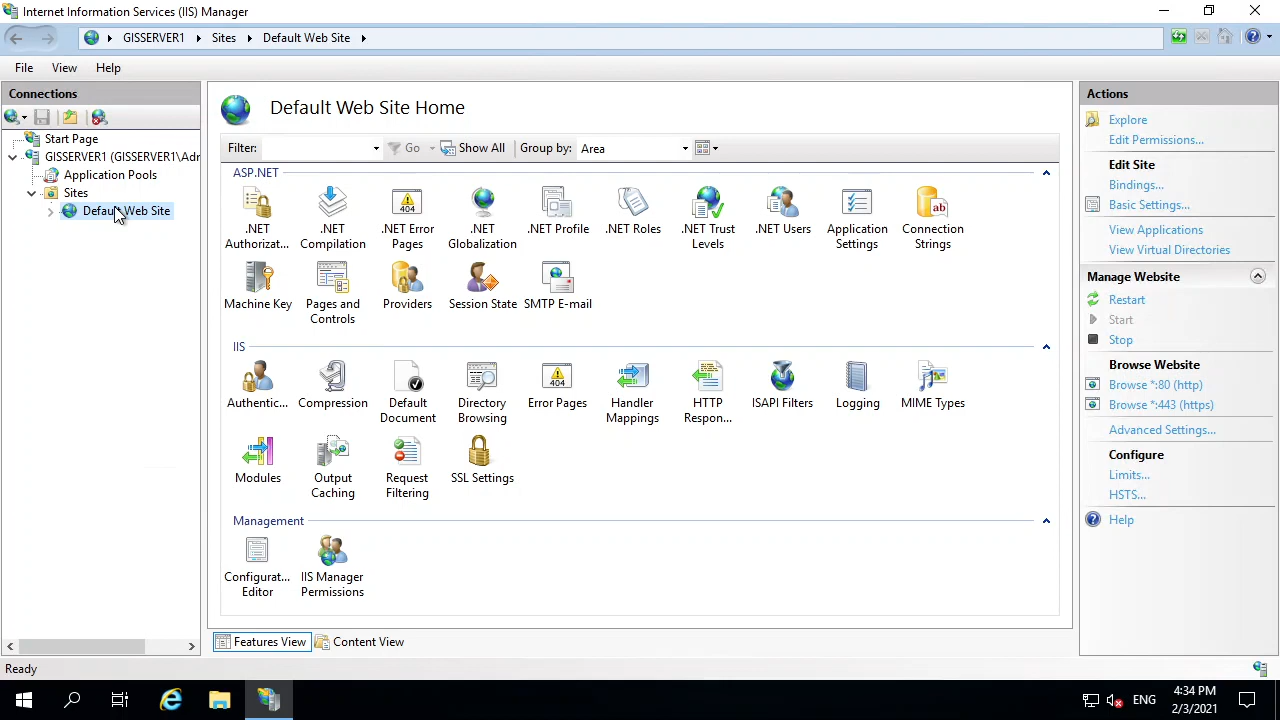 Internet Information Services (IIS) Manager
GISSERVER1
Sites
Default Web Site
File
View
Help
Connections
Start Page
GISSERVER1 (GISSERVER1\Adr
Application Pools
Sites
Default Web Site
Default Web Site Home
Filter:
Go
Show All
Group by:
Area
ASP.NET
.NET
Authorizat...
.NET
Compilation
.NET Error
Pages
.NET
Globalization
.NET Profile
.NET Roles
.NET Trust
Levels
.NET Users
Application
Settings
Connection
Strings
Machine Key
Pages and
Controls
Providers
Session State
SMTP E-mail
IIS
Authentic...
Compression
Default
Document
Directory
Browsing
Error Pages
Handler
Mappings
HTTP
Respon...
ISAPI Filters
Logging
MIME Types
Modules
Output
Caching
Request
Filtering
SSL Settings
Management
Configurat...
Editor
IIS Manager
Permissions
Features View
Content View
Actions
Explore
Edit Permissions...
Edit Site
Bindings...
Basic Settings...
View Applications
View Virtual Directories
Manage Website
Restart
Start
Stop
Browse Website
Browse *:80 (http)
Browse *:443 (https)
Advanced Settings...
Configure
Limits...
HSTS...
Help
Ready
ENG
4:34 PM
2/3/2021